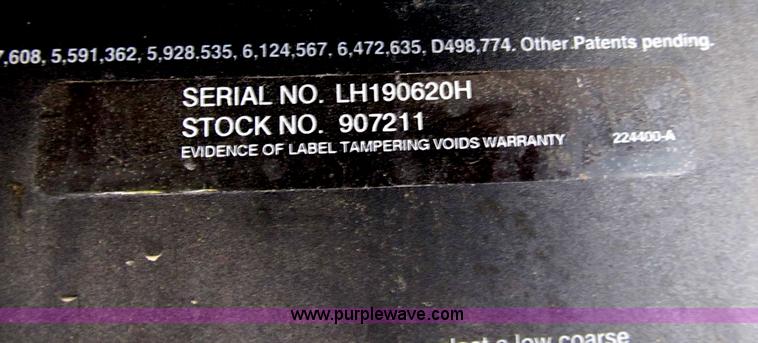 7,608, 5,591,362, 5,928.535, 6,124,567, 6,472,635, D498,774. Other Patents pending.
SERIAL NO. LH190620H
STOCK NO. 907211
EVIDENCE OF LABEL TAMPERING VOIDS WARRANTY 224400-A
www.purplewave.com
a low coarse